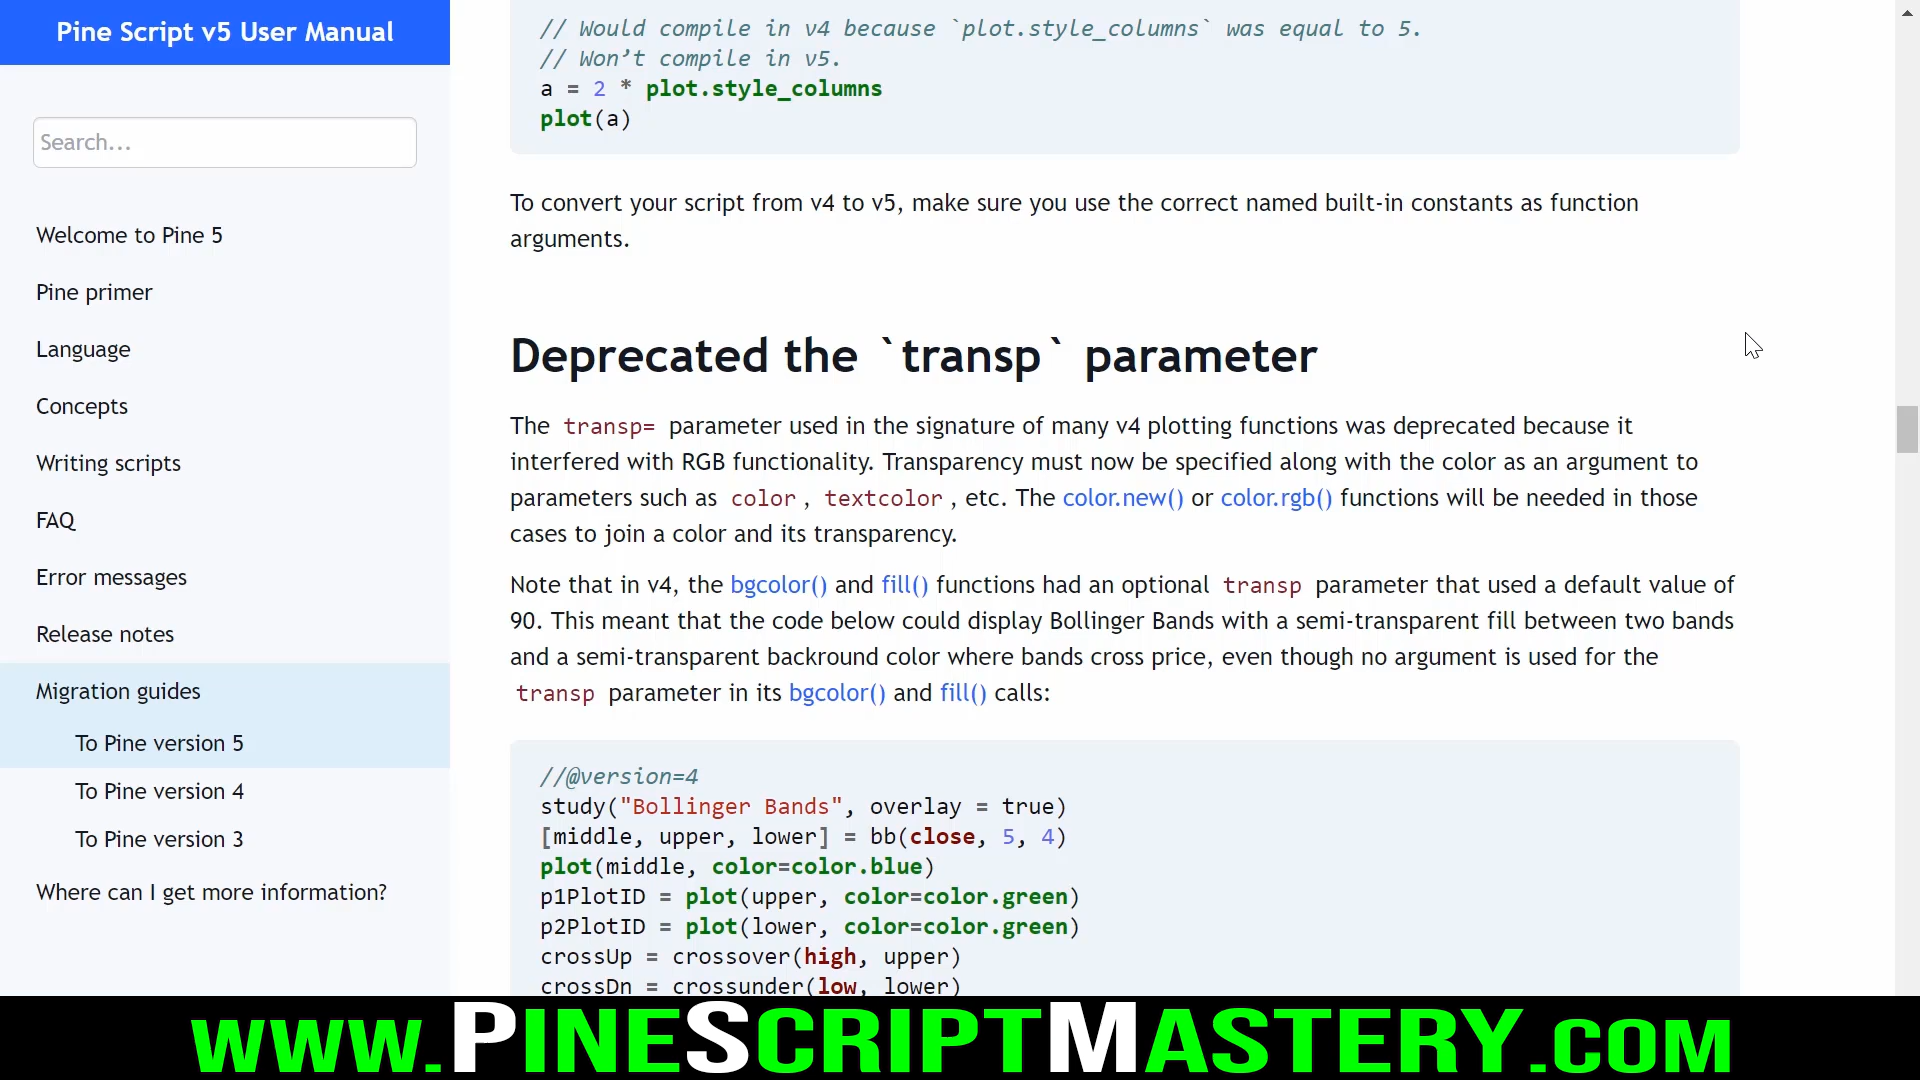 Pine Script v5 User Manual
Search...
Welcome to Pine 5
Pine primer
Language
Concepts
Writing scripts
FAQ
Error messages
Release notes
Migration guides
To Pine version 5
To Pine version 4
To Pine version 3
Where can I get more information?
// Would compile in v4 because `plot.style_columns` was equal to 5.
// Won’t compile in v5.
a = 2 * plot.style_columns
plot(a)
To convert your script from v4 to v5, make sure you use the correct named built-in constants as function
arguments.
Deprecated the `transp` parameter
The transp= parameter used in the signature of many v4 plotting functions was deprecated because it
interfered with RGB functionality. Transparency must now be specified along with the color as an argument to
parameters such as color , textcolor , etc. The color.new() or color.rgb() functions will be needed in those
cases to join a color and its transparency.
Note that in v4, the bgcolor() and fill() functions had an optional transp parameter that used a default value of
90. This meant that the code below could display Bollinger Bands with a semi-transparent fill between two bands
and a semi-transparent backround color where bands cross price, even though no argument is used for the
transp parameter in its bgcolor() and fill() calls:
//@version=4
study("Bollinger Bands", overlay = true)
[middle, upper, lower] = bb(close, 5, 4)
plot(middle, color=color.blue)
p1PlotID = plot(upper, color=color.green)
p2PlotID = plot(lower, color=color.green)
crossUp = crossover(high, upper)
crossDn = crossunder(low, lower)
www.PineScriptMastery.com